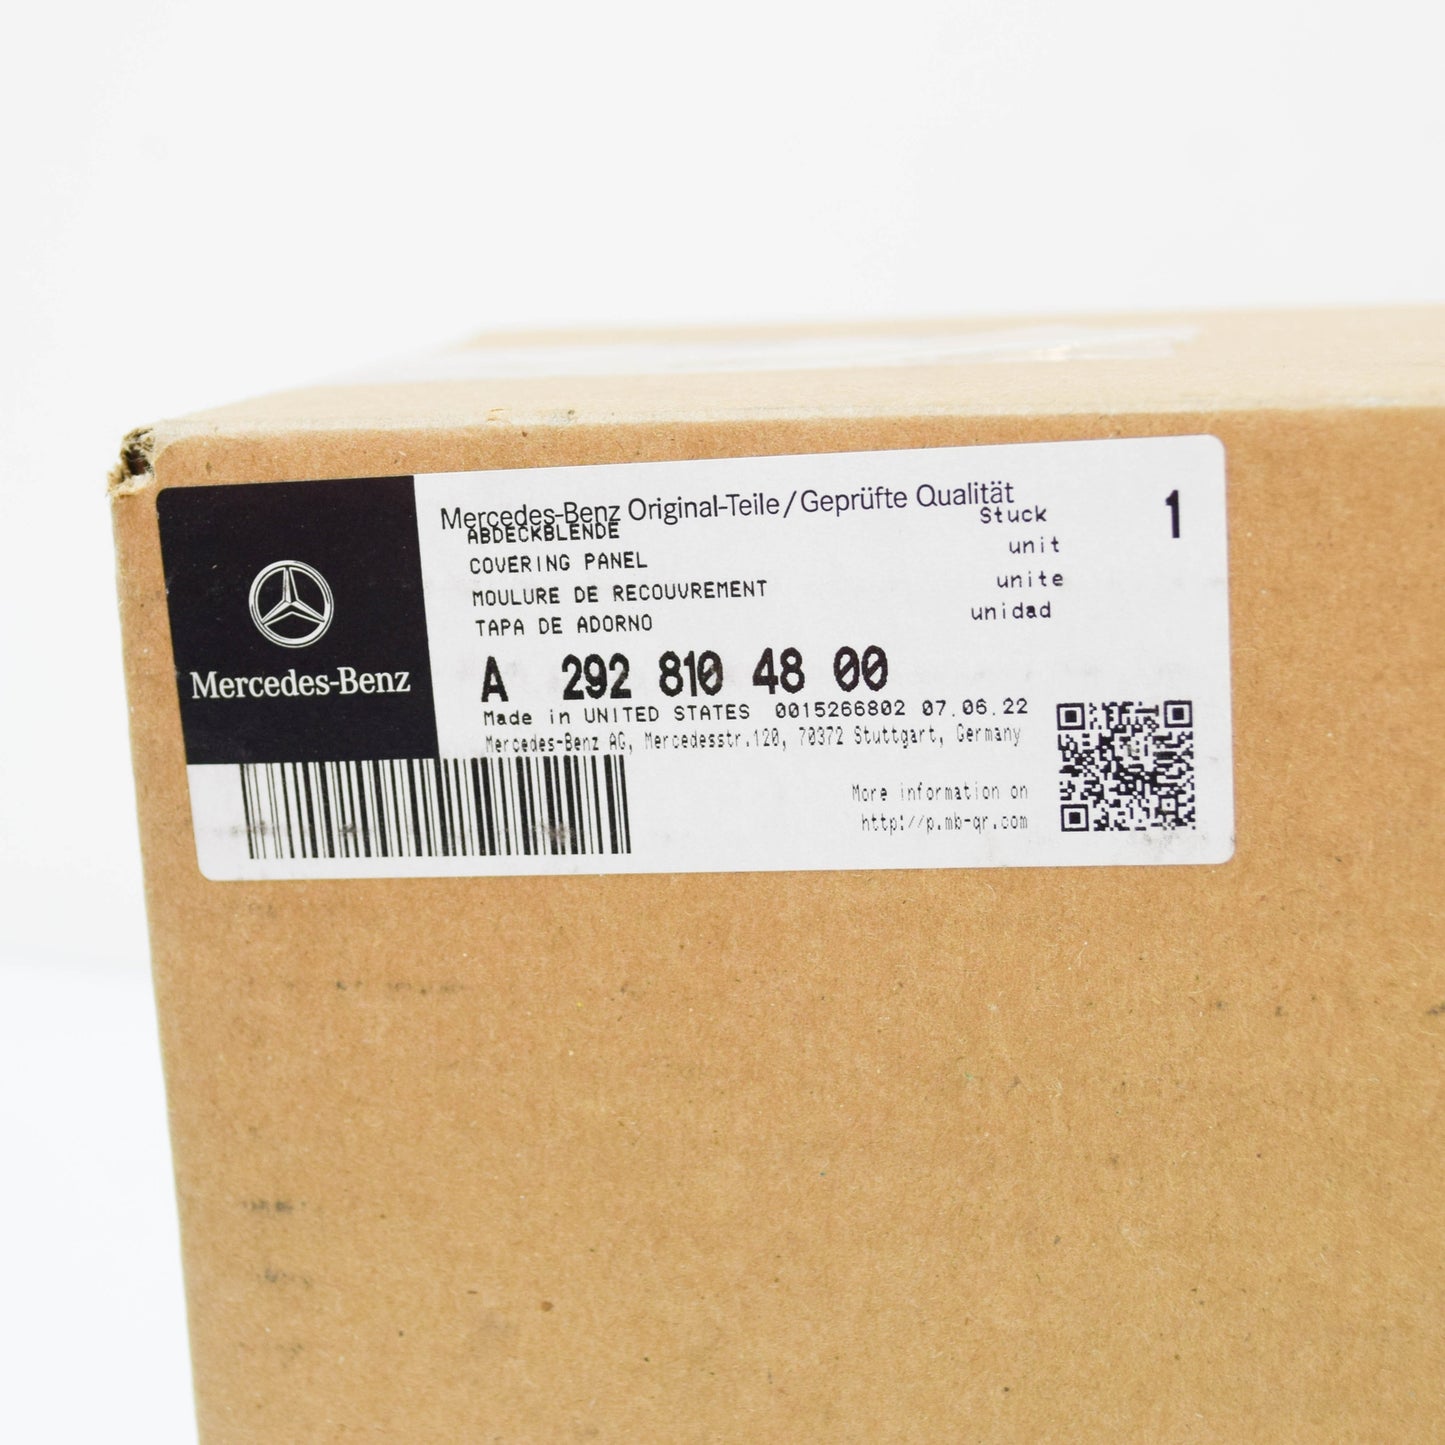 Mercedes-Benz
Mercedes-Benz Original-Teile/Geprüfte Qualität
ABDECKBLENDE
COVERING PANEL
MOULURE DE RECOUVREMENT
TAPA DE ADORNO
Stuck
unit
unite
unidad
1
A 292 810 48 00
Made in UNITED STATES 0015266802 07.06.22
Mercedes-Benz AG, Mercedesstr.120, 70372 Stuttgart, Germany
More information on
http://p.mb-qr.com